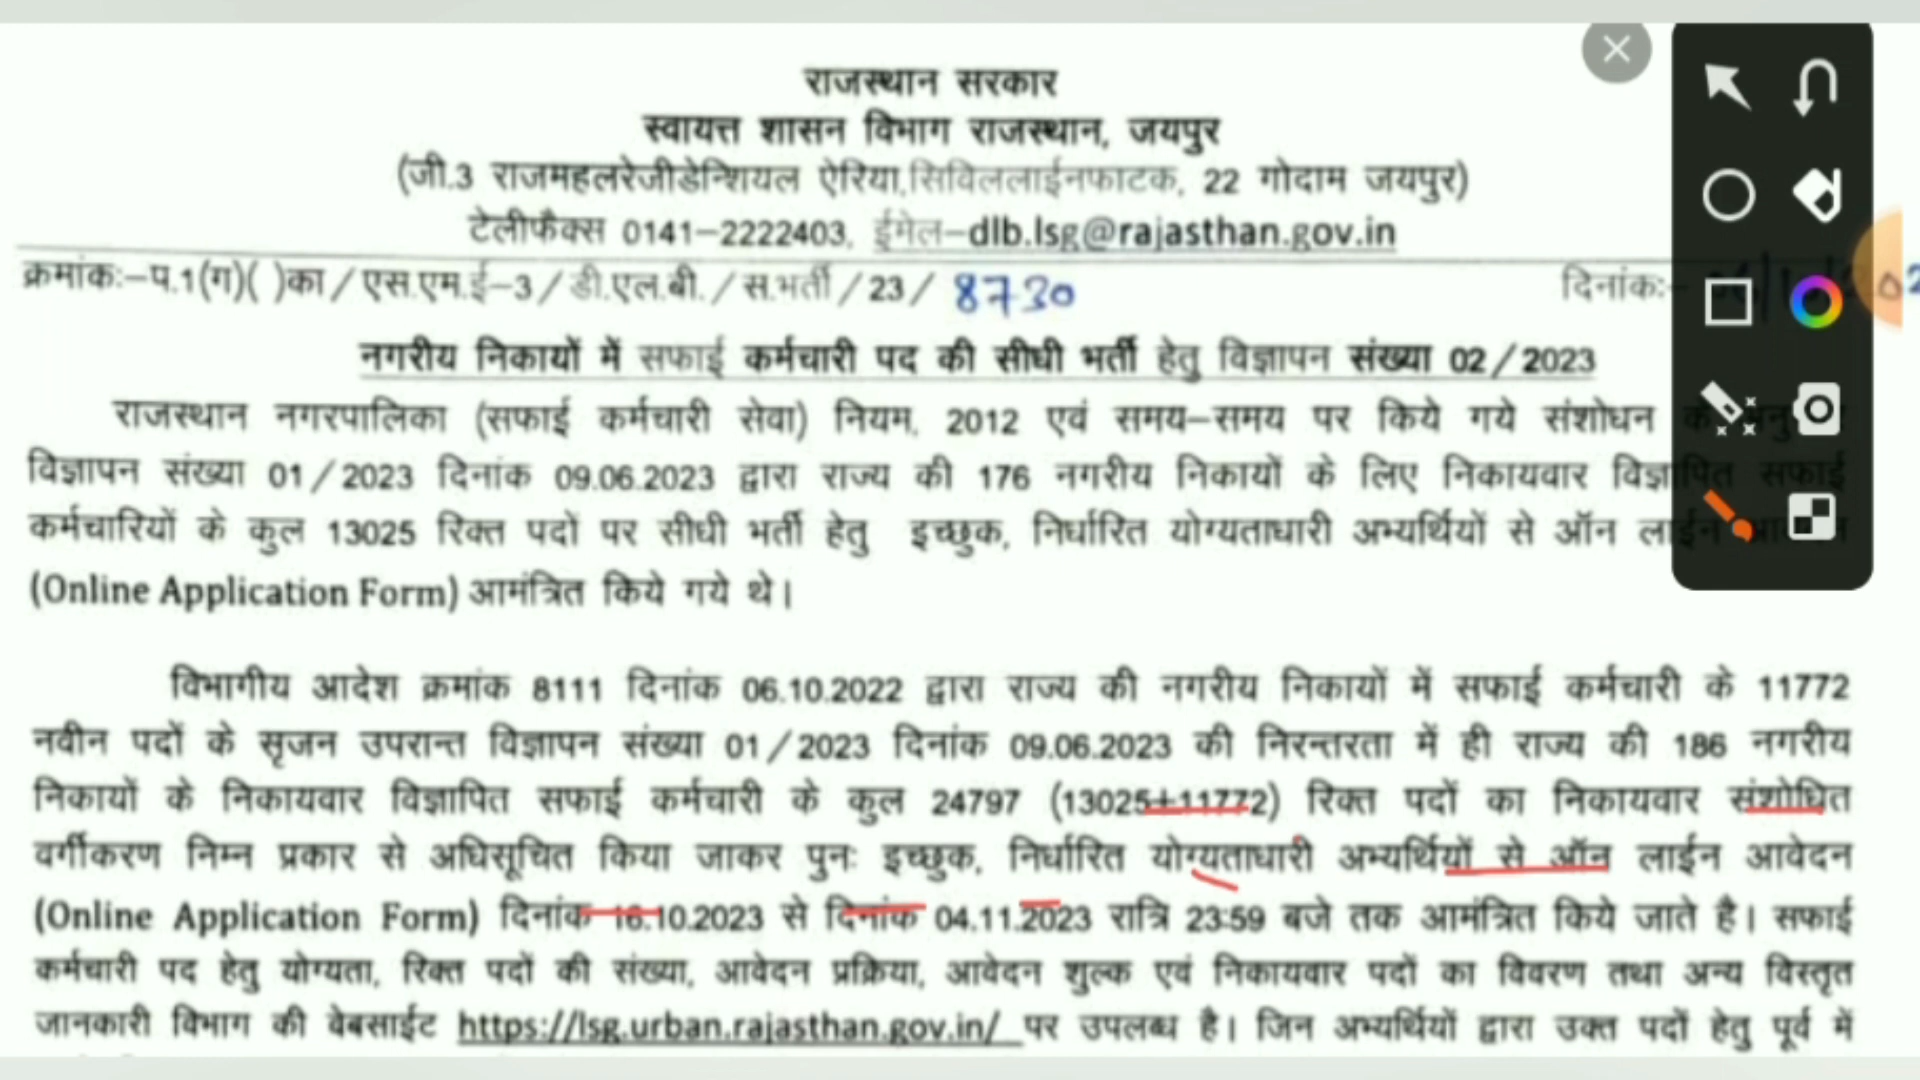 राजस्थान सरकार
स्वायत्त शासन विभाग राजस्थान, जयपुर
(जी.3 राजमहलरेजीडेन्शियल ऐरिया,सिविललाईनफाटक, 22 गोदाम जयपुर)
टेलीफैक्स 0141–2222403, ईमेल–dlb.lsg@rajasthan.gov.in
क्रमांकः–प.1(ग)( )का/एस.एम.ई–3/डी.एल.बी./स.भर्ती/23/ 8730 दिनांकः–
नगरीय निकायों में सफाई कर्मचारी पद की सीधी भर्ती हेतु विज्ञापन संख्या 02/2023
राजस्थान नगरपालिका (सफाई कर्मचारी सेवा) नियम, 2012 एवं समय–समय पर किये गये संशोधन
विज्ञापन संख्या 01/2023 दिनांक 09.06.2023 द्वारा राज्य की 176 नगरीय निकायों के लिए निकायवार विज्ञापित सफाई
कर्मचारियों के कुल 13025 रिक्त पदों पर सीधी भर्ती हेतु इच्छुक, निर्धारित योग्यताधारी अभ्यर्थियों से ऑन लाईन
(Online Application Form) आमंत्रित किये गये थे।
विभागीय आदेश क्रमांक 8111 दिनांक 06.10.2022 द्वारा राज्य की नगरीय निकायों में सफाई कर्मचारी के 11772
नवीन पदों के सृजन उपरान्त विज्ञापन संख्या 01/2023 दिनांक 09.06.2023 की निरन्तरता में ही राज्य की 186 नगरीय
निकायों के निकायवार विज्ञापित सफाई कर्मचारी के कुल 24797 (13025+11772) रिक्त पदों का निकायवार संशोधित
वर्गीकरण निम्न प्रकार से अधिसूचित किया जाकर पुनः इच्छुक, निर्धारित योग्यताधारी अभ्यर्थियों से ऑन लाईन आवेदन
(Online Application Form) दिनांक 16.10.2023 से दिनांक 04.11.2023 रात्रि 23:59 बजे तक आमंत्रित किये जाते है। सफाई
कर्मचारी पद हेतु योग्यता, रिक्त पदों की संख्या, आवेदन प्रक्रिया, आवेदन शुल्क एवं निकायवार पदों का विवरण तथा अन्य विस्तृत
जानकारी विभाग की वेबसाईट https://lsg.urban.rajasthan.gov.in/ पर उपलब्ध है। जिन अभ्यर्थियों द्वारा उक्त पदों हेतु पूर्व में